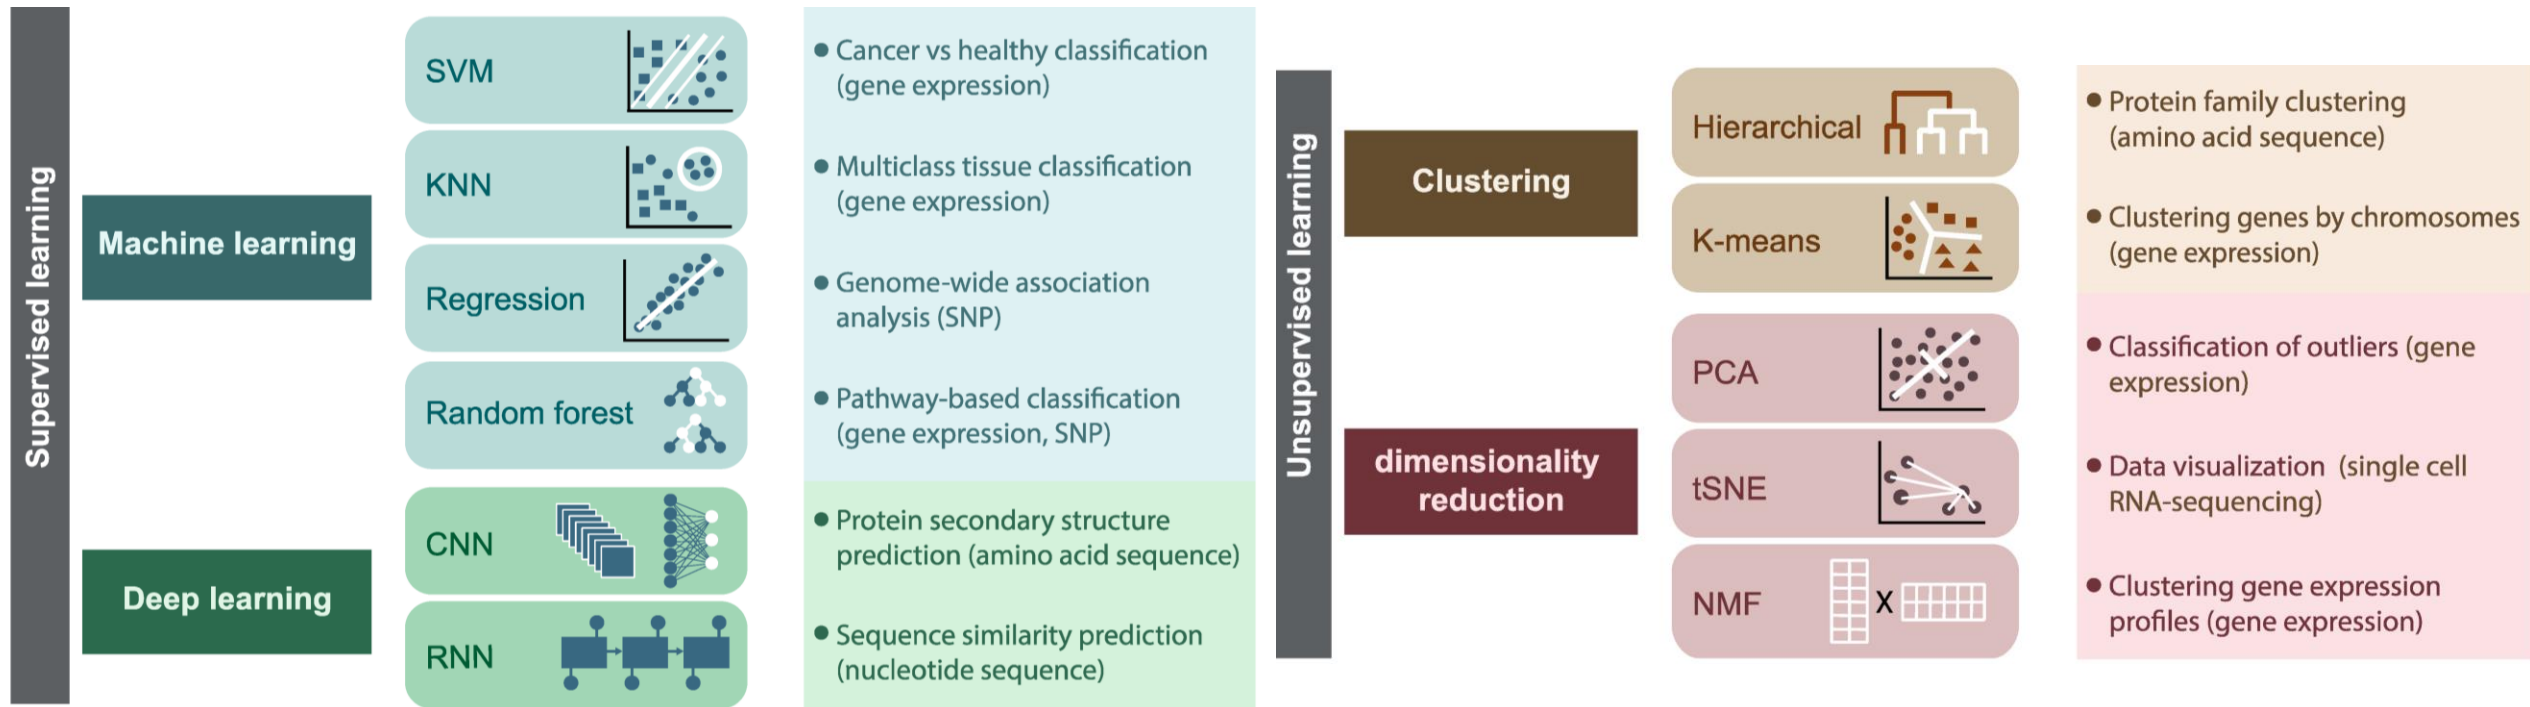 Supervised learning
Machine learning
SVM
Cancer vs healthy classification
(gene expression)
KNN
Multiclass tissue classification
(gene expression)
Regression
Genome-wide association
analysis (SNP)
Random forest
Pathway-based classification
(gene expression, SNP)
Deep learning
CNN
Protein secondary structure
prediction (amino acid sequence)
RNN
Sequence similarity prediction
(nucleotide sequence)
Unsupervised learning
Clustering
Hierarchical
Protein family clustering
(amino acid sequence)
K-means
Clustering genes by chromosomes
(gene expression)
dimensionality
reduction
PCA
Classification of outliers (gene
expression)
tSNE
Data visualization (single cell
RNA-sequencing)
NMF
X
Clustering gene expression
profiles (gene expression)